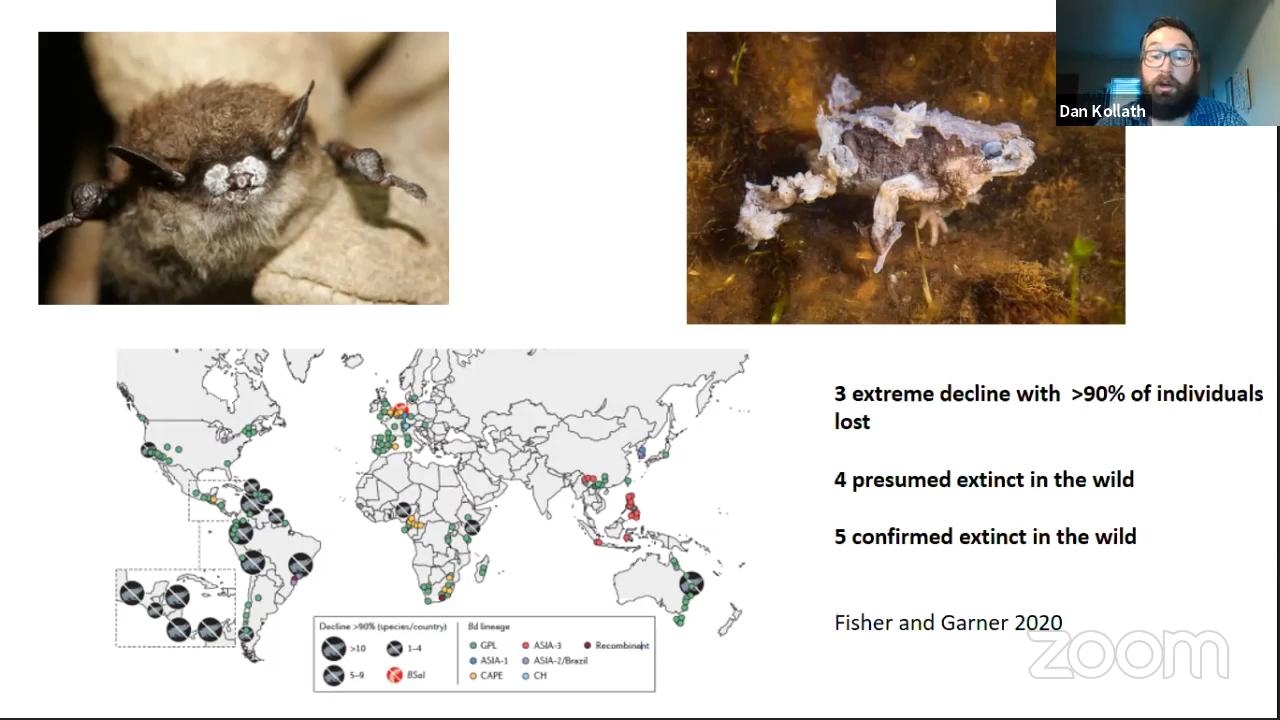 Dan Kollath
3 extreme decline with >90% of individuals
lost
4 presumed extinct in the wild
5 confirmed extinct in the wild
Fisher and Garner 2020
Decline >90% (species/country)
>10
1–4
5–9
BSal
Bd lineage
GPL
ASIA-3
Recombinant
ASIA-1
ASIA-2/Brazil
CAPE
CH
zoom